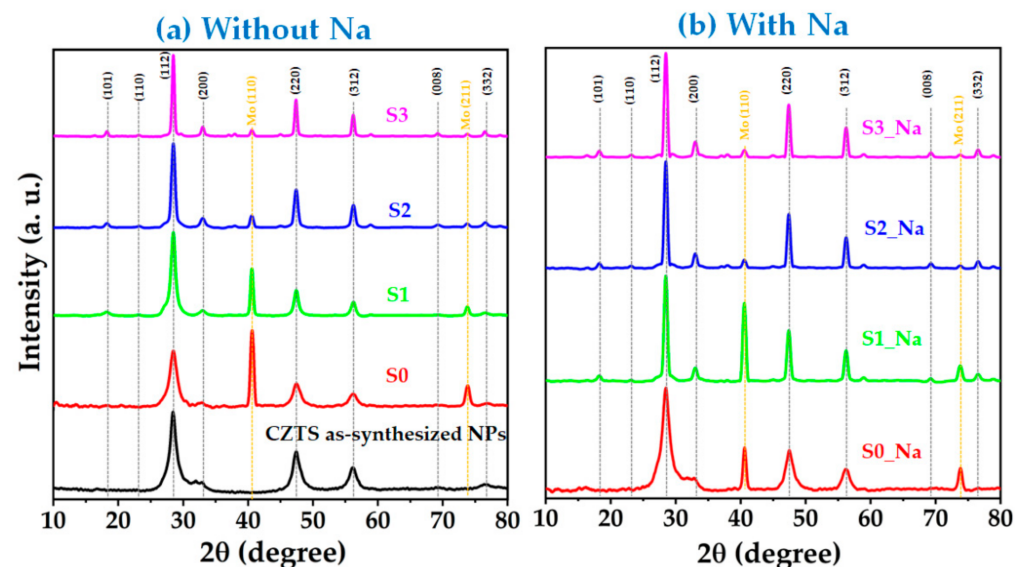 (a) Without Na
(b) With Na
Intensity (a. u.)
(101)
(110)
(112)
(200)
Mo (110)
(220)
(312)
(008)
Mo (211)
(332)
S3
S2
S1
S0
CZTS as-synthesized NPs
10 20 30 40 50 60 70 80
2θ (degree)
(101)
(110)
(112)
(200)
Mo (110)
(220)
(312)
(008)
Mo (211)
(332)
S3_Na
S2_Na
S1_Na
S0_Na
10 20 30 40 50 60 70 80
2θ (degree)